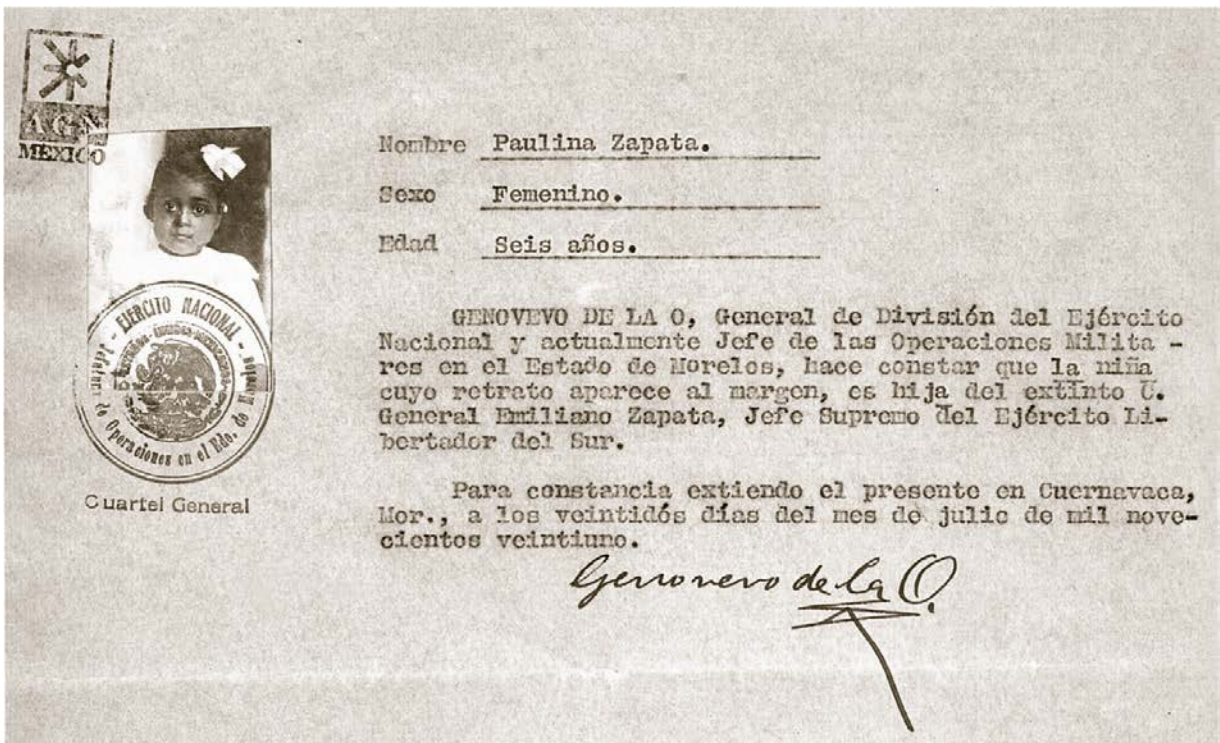 AGN
MEXICO
Nombre Paulina Zapata.
Sexo Femenino.
Edad Seis años.
GENOVEVO DE LA O, General de División del Ejército
Nacional y actualmente Jefe de las Operaciones Milita -
res en el Estado de Morelos, hace constar que la niña
cuyo retrato aparece al margen, es hija del extinto C.
General Emiliano Zapata, Jefe Supremo del Ejército Li-
bertador del Sur.
Para constancia extiendo el presente en Cuernavaca,
Mor., a los veintidós días del mes de julio de mil nove-
cientos veintiuno.
Genovevo de la O.
EJERCITO NACIONAL - Jefatura de Operaciones en el Edo. de Morelos -
Cuartel General